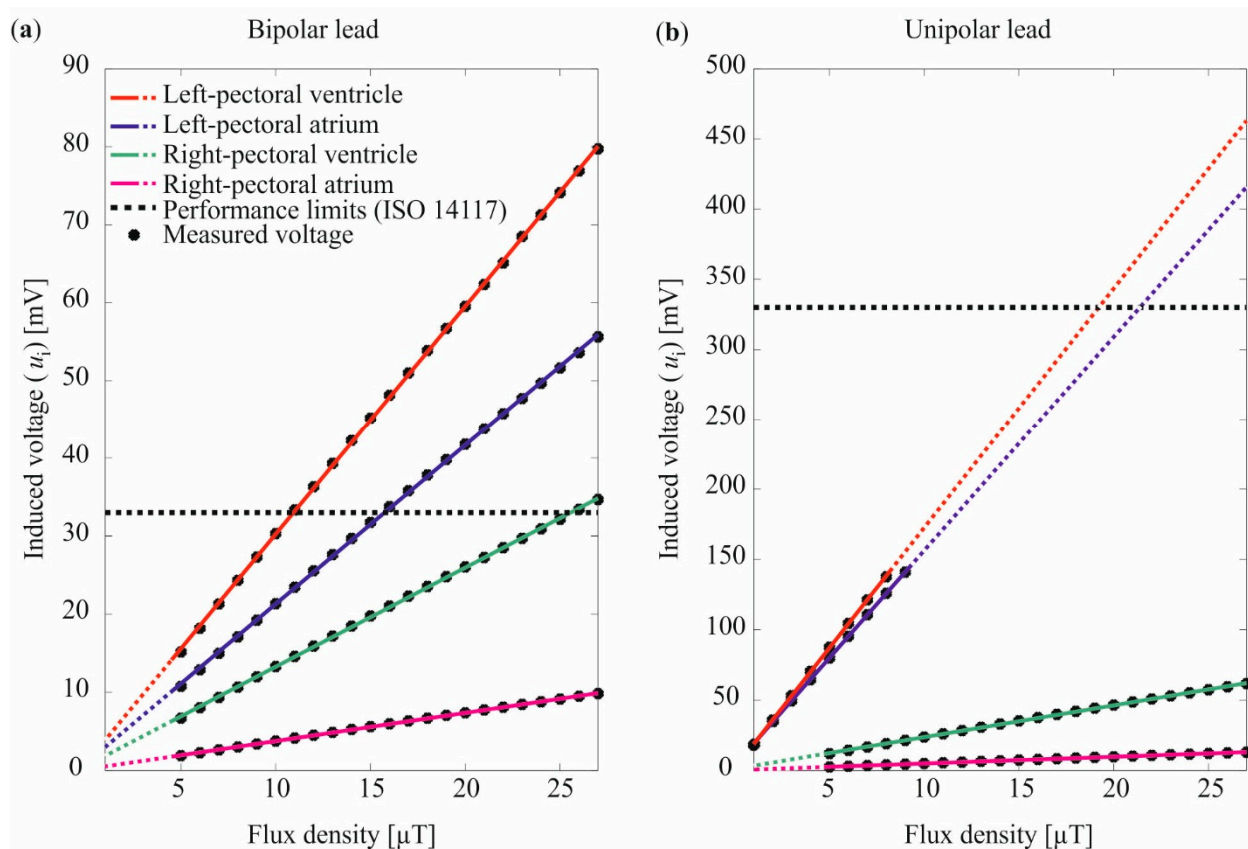 (a) Bipolar lead
Induced voltage (uᵢ) [mV]
90
80
70
60
50
40
30
20
10
0
Left-pectoral ventricle
Left-pectoral atrium
Right-pectoral ventricle
Right-pectoral atrium
Performance limits (ISO 14117)
Measured voltage
5 10 15 20 25
Flux density [µT]
(b) Unipolar lead
Induced voltage (uᵢ) [mV]
500
450
400
350
300
250
200
150
100
50
0
5 10 15 20 25
Flux density [µT]